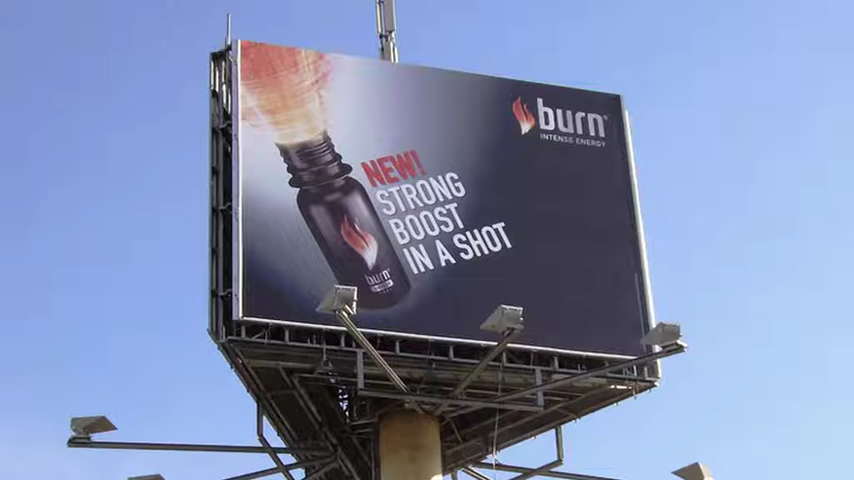 burn
INTENSE ENERGY
NEW!
STRONG
BOOST
IN A SHOT
burn